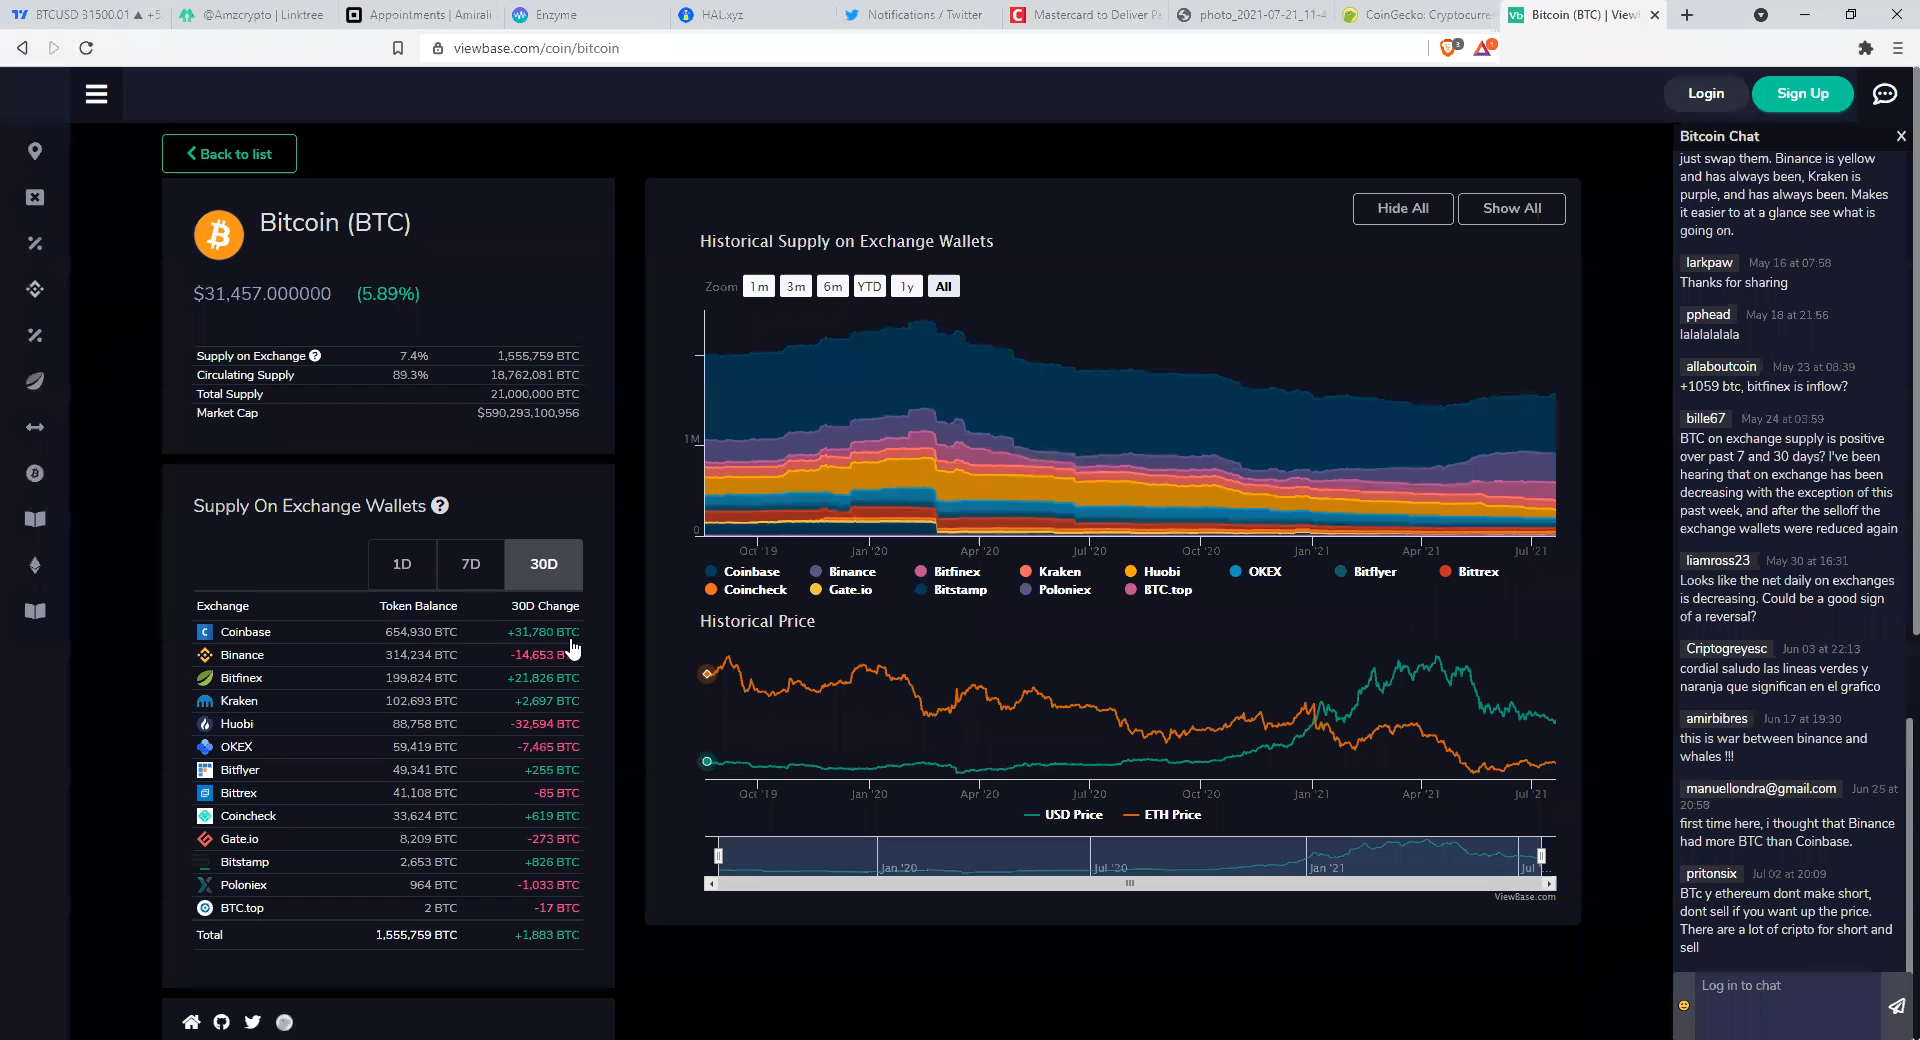 BTCUSD 31500.01 ▲ +5
@Amzcrypto | Linktree
Appointments | Amirali
Enzyme
HAL.xyz
Notifications / Twitter
Mastercard to Deliver Pa
photo_2021-07-21_11-4
CoinGecko: Cryptocurre
Bitcoin (BTC) | View
viewbase.com/coin/bitcoin
3
1
Login
Sign Up
Back to list
Bitcoin (BTC)
$31,457.000000 (5.89%)
Supply on Exchange ? 7.4% 1,555,759 BTC
Circulating Supply 89.3% 18,762,081 BTC
Total Supply 21,000,000 BTC
Market Cap $590,293,100,956
Supply On Exchange Wallets ?
1D 7D 30D
Exchange Token Balance 30D Change
Coinbase 654,930 BTC +31,780 BTC
Binance 314,234 BTC -14,653 B
Bitfinex 199,824 BTC +21,826 BTC
Kraken 102,693 BTC +2,697 BTC
Huobi 88,758 BTC -32,594 BTC
OKEX 59,419 BTC -7,465 BTC
Bitflyer 49,341 BTC +255 BTC
Bittrex 41,108 BTC -85 BTC
Coincheck 33,624 BTC +619 BTC
Gate.io 8,209 BTC -273 BTC
Bitstamp 2,653 BTC +826 BTC
Poloniex 964 BTC -1,033 BTC
BTC.top 2 BTC -17 BTC
Total 1,555,759 BTC +1,883 BTC
Hide All Show All
Historical Supply on Exchange Wallets
Zoom 1m 3m 6m YTD 1y All
1M
0
Oct '19 Jan '20 Apr '20 Jul '20 Oct '20 Jan '21 Apr '21 Jul '21
Coinbase Binance Bitfinex Kraken Huobi OKEX Bitflyer Bittrex
Coincheck Gate.io Bitstamp Poloniex BTC.top
Historical Price
Oct '19 Jan '20 Apr '20 Jul '20 Oct '20 Jan '21 Apr '21 Jul '21
USD Price ETH Price
Jan '20 Jul '20 Jan '21 Jul ...
ViewBase.com
Bitcoin Chat X
just swap them. Binance is yellow
and has always been, Kraken is
purple, and has always been. Makes
it easier to at a glance see what is
going on.
larkpaw May 16 at 07:58
Thanks for sharing
pphead May 18 at 21:56
lalalalalala
allaboutcoin May 23 at 08:39
+1059 btc, bitfinex is inflow?
bille67 May 24 at 03:59
BTC on exchange supply is positive
over past 7 and 30 days? I've been
hearing that on exchange has been
decreasing with the exception of this
past week, and after the selloff the
exchange wallets were reduced again
liamross23 May 30 at 16:31
Looks like the net daily on exchanges
is decreasing. Could be a good sign
of a reversal?
Criptogreyesc Jun 03 at 22:13
cordial saludo las lineas verdes y
naranja que significan en el grafico
amirbibres Jun 17 at 19:30
this is war between binance and
whales !!!
manuellondra@gmail.com Jun 25 at
20:58
first time here, i thought that Binance
had more BTC than Coinbase.
pritonsix Jul 02 at 20:09
BTc y ethereum dont make short,
dont sell if you want up the price.
There are a lot of cripto for short and
sell
Log in to chat